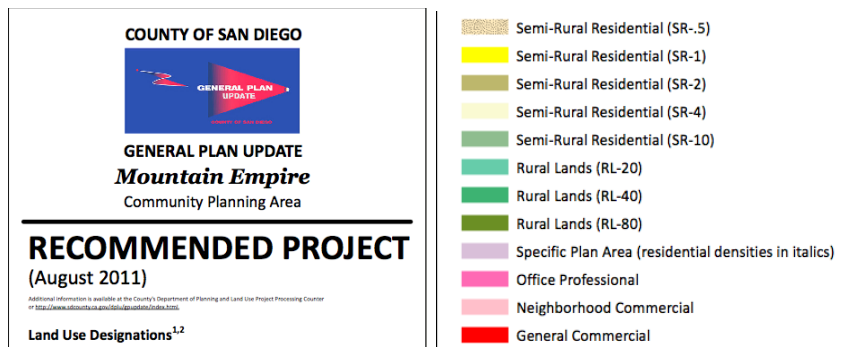 COUNTY OF SAN DIEGO
GENERAL PLAN
UPDATE
COUNTY OF SAN DIEGO
GENERAL PLAN UPDATE
Mountain Empire
Community Planning Area
RECOMMENDED PROJECT
(August 2011)
Additional information is available at the County's Department of Planning and Land Use Project Processing Counter
or http://www.sdcounty.ca.gov/dplu/gpupdate/index.html.
Land Use Designations1,2
Semi-Rural Residential (SR-.5)
Semi-Rural Residential (SR-1)
Semi-Rural Residential (SR-2)
Semi-Rural Residential (SR-4)
Semi-Rural Residential (SR-10)
Rural Lands (RL-20)
Rural Lands (RL-40)
Rural Lands (RL-80)
Specific Plan Area (residential densities in italics)
Office Professional
Neighborhood Commercial
General Commercial